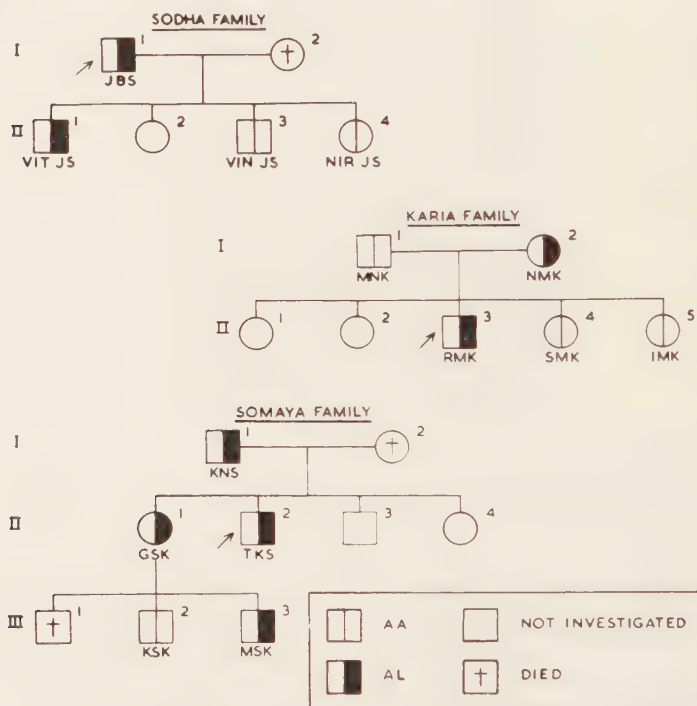 SODHA FAMILY
I
1
2
JBS
II
1
2
3
4
VIT JS
VIN JS
NIR JS
KARIA FAMILY
I
1
2
MNK
NMK
II
1
2
3
4
5
RMK
SMK
IMK
SOMAYA FAMILY
I
1
2
KNS
II
1
2
3
4
GSK
TKS
III
1
2
3
KSK
MSK
AA
NOT INVESTIGATED
AL
DIED